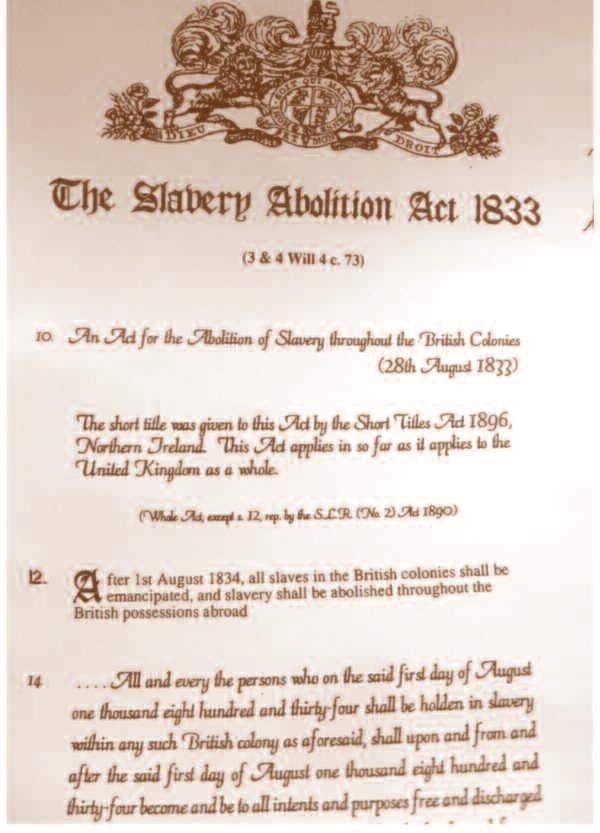 HONI SOIT QUI MAL Y PENSE
DIEU ET MON DROIT
The Slavery Abolition Act 1833
(3 & 4 Will 4 c. 73)
10. An Act for the Abolition of Slavery throughout the British Colonies
(28th August 1833)
The short title was given to this Act by the Short Titles Act 1896,
Northern Ireland. This Act applies in so far as it applies to the
United Kingdom as a whole.
(Whole Act, except s. 12, rep. by the S.L.R. (No. 2) Act 1890)
12. After 1st August 1834, all slaves in the British colonies shall be
emancipated, and slavery shall be abolished throughout the
British possessions abroad
14 ....All and every the persons who on the said first day of August
one thousand eight hundred and thirty-four shall be holden in slavery
within any such British colony as aforesaid, shall upon and from and
after the said first day of August one thousand eight hundred and
thirty-four become and be to all intents and purposes free and discharged